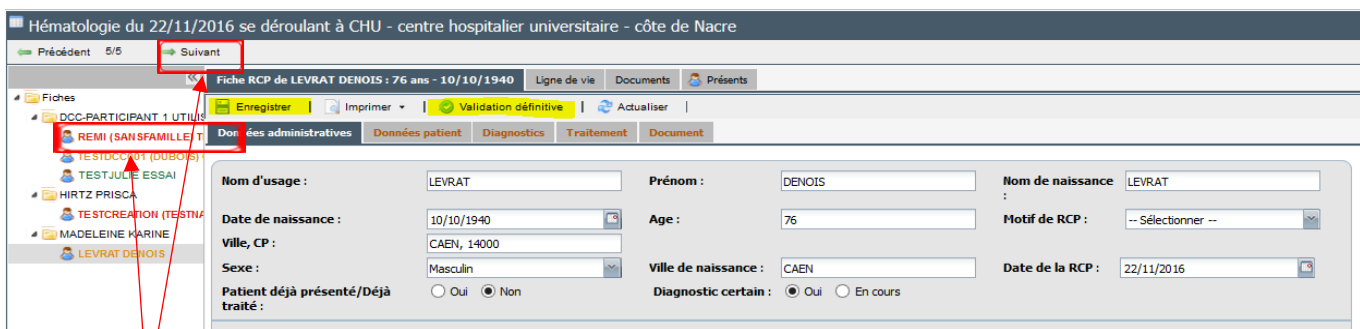 Hématologie du 22/11/2016 se déroulant à CHU - centre hospitalier universitaire - côte de Nacre
Précédent 5/5 Suivant
Fiche RCP de LEVRAT DENOIS : 76 ans - 10/10/1940 Ligne de vie Documents Présents
Enregistrer Imprimer Validation définitive Actualiser
Données administratives Données patient Diagnostics Traitement Document
Fiches
DCC-PARTICIPANT 1 UTILIS
REMI (SANSFAMILLE) T
TESTDCC001 (DUBOIS)
TESTJULIE ESSAI
HIRTZ PRISCA
TESTCREATION (TESTNA
MADELEINE KARINE
LEVRAT DENOIS
Nom d'usage : LEVRAT Prénom : DENOIS Nom de naissance : LEVRAT
Date de naissance : 10/10/1940 Age : 76 Motif de RCP : -- Sélectionner --
Ville, CP : CAEN, 14000
Sexe : Masculin Ville de naissance : CAEN Date de la RCP : 22/11/2016
Patient déjà présenté/Déjà traité : Oui Non Diagnostic certain : Oui En cours